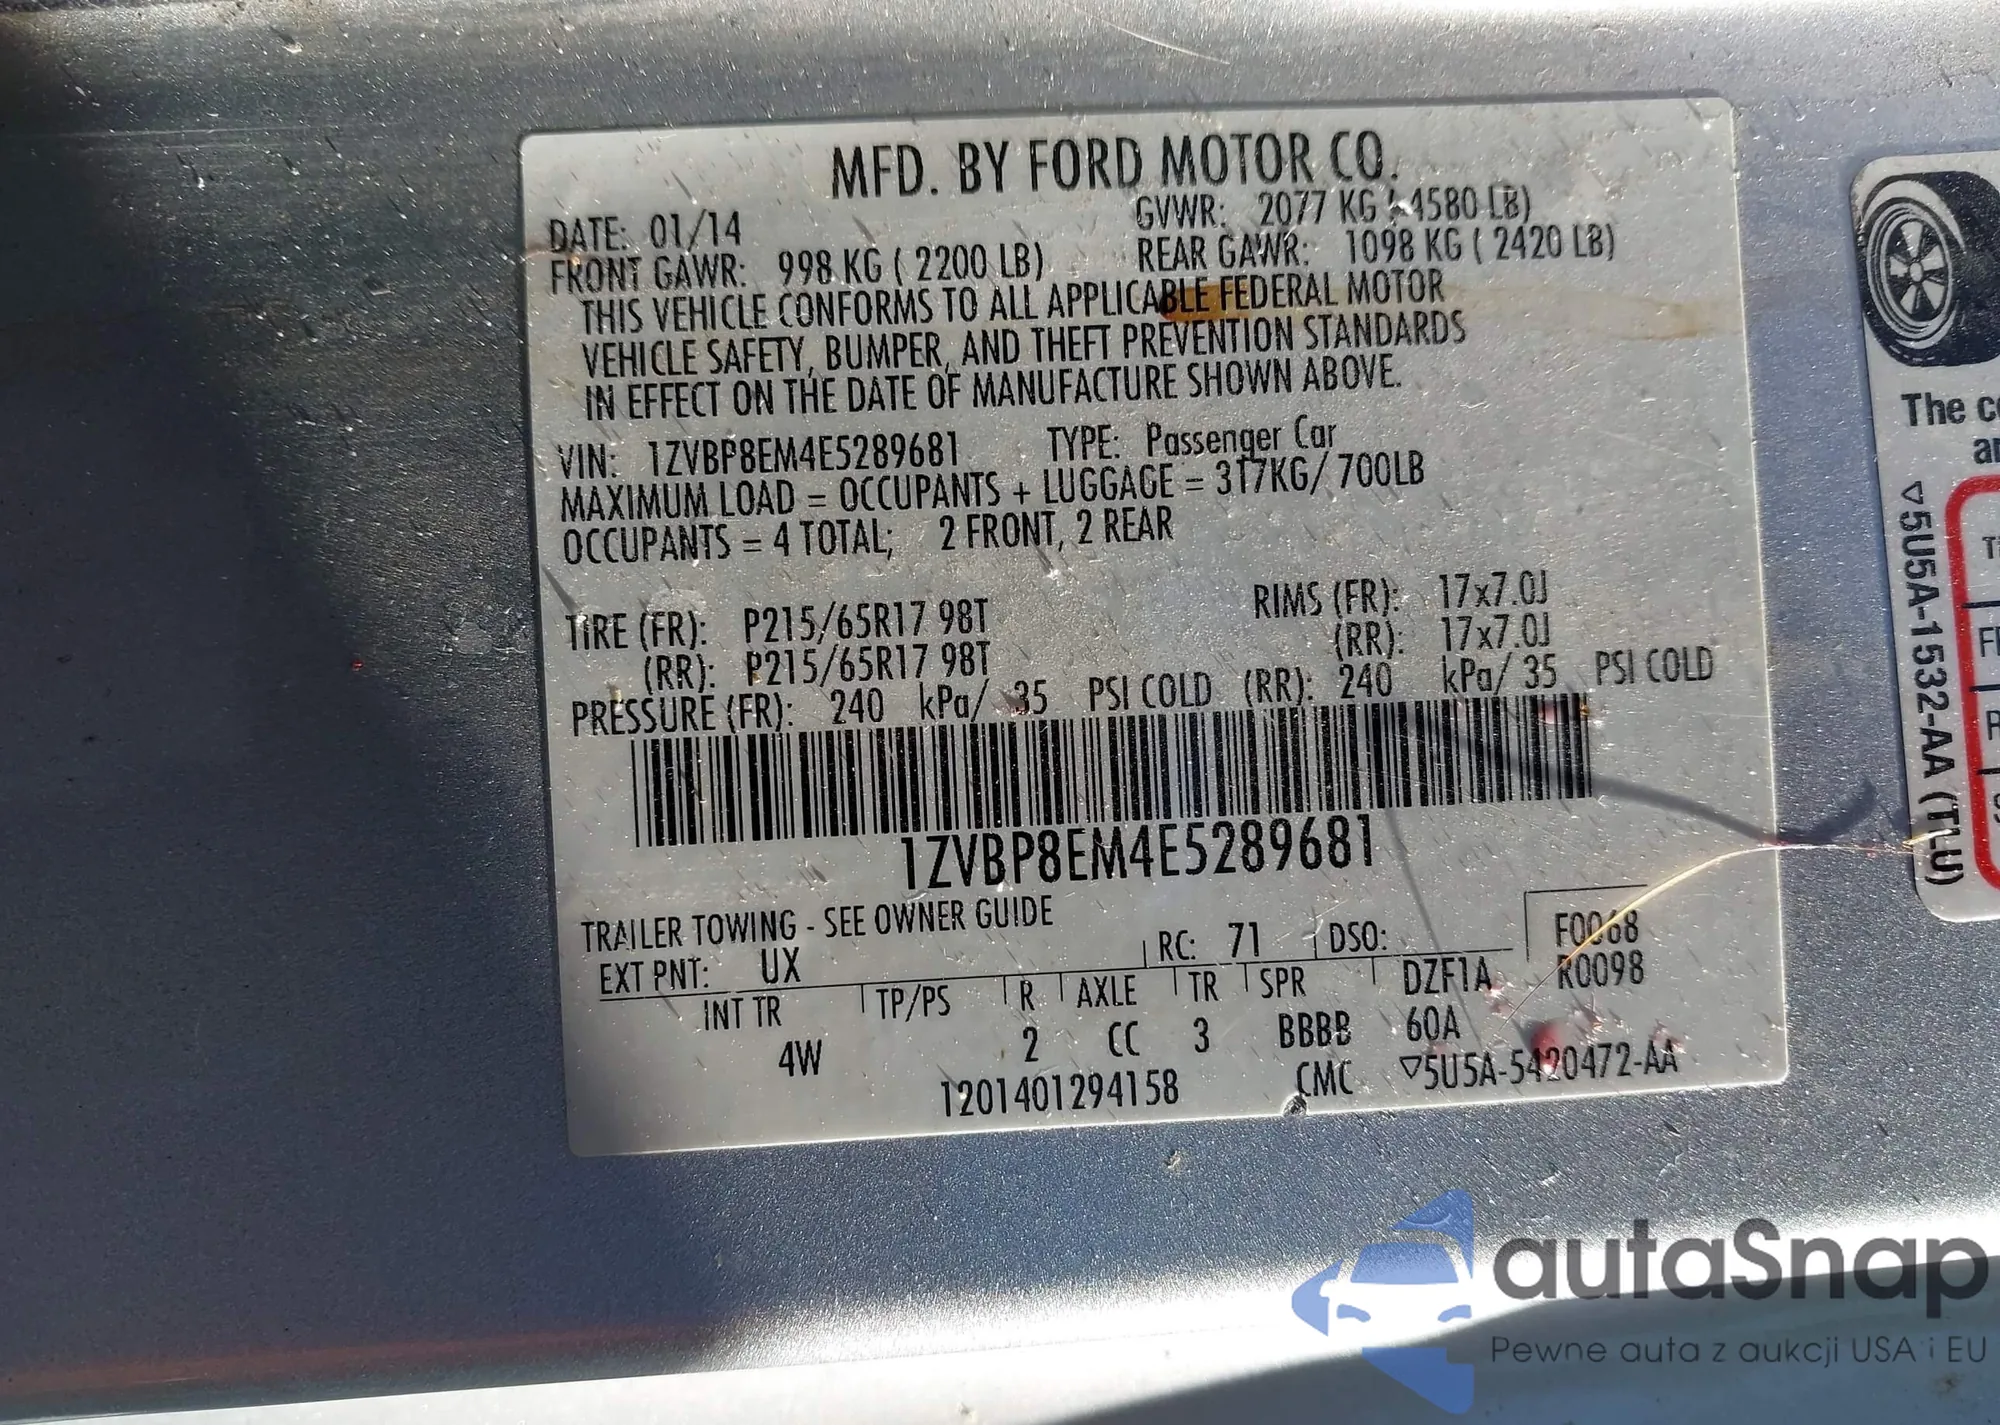 MFD. BY FORD MOTOR CO.
DATE: 01/14
GVWR: 2077 KG ( 4580 LB)
FRONT GAWR: 998 KG ( 2200 LB)
REAR GAWR: 1098 KG ( 2420 LB)
THIS VEHICLE CONFORMS TO ALL APPLICABLE FEDERAL MOTOR
VEHICLE SAFETY, BUMPER, AND THEFT PREVENTION STANDARDS
IN EFFECT ON THE DATE OF MANUFACTURE SHOWN ABOVE.
VIN: 1ZVBP8EM4E5289681 TYPE: Passenger Car
MAXIMUM LOAD = OCCUPANTS + LUGGAGE = 317KG/ 700LB
OCCUPANTS = 4 TOTAL; 2 FRONT, 2 REAR
TIRE (FR): P215/65R17 98T RIMS (FR): 17x7.0J
(RR): P215/65R17 98T (RR): 17x7.0J
PRESSURE (FR): 240 kPa/ 35 PSI COLD (RR): 240 kPa/ 35 PSI COLD
1ZVBP8EM4E5289681
TRAILER TOWING - SEE OWNER GUIDE
EXT PNT: UX RC: 71 DSO: F0068
INT TR TP/PS R AXLE TR SPR DZF1A R0098
4W 2 CC 3 BBBB 60A
1201401294158 CMC ▽5U5A-5420472-AA
The
▽5U5A-1532-AA (TLU)
autaSnap
Pewne auta z aukcji USA i EU